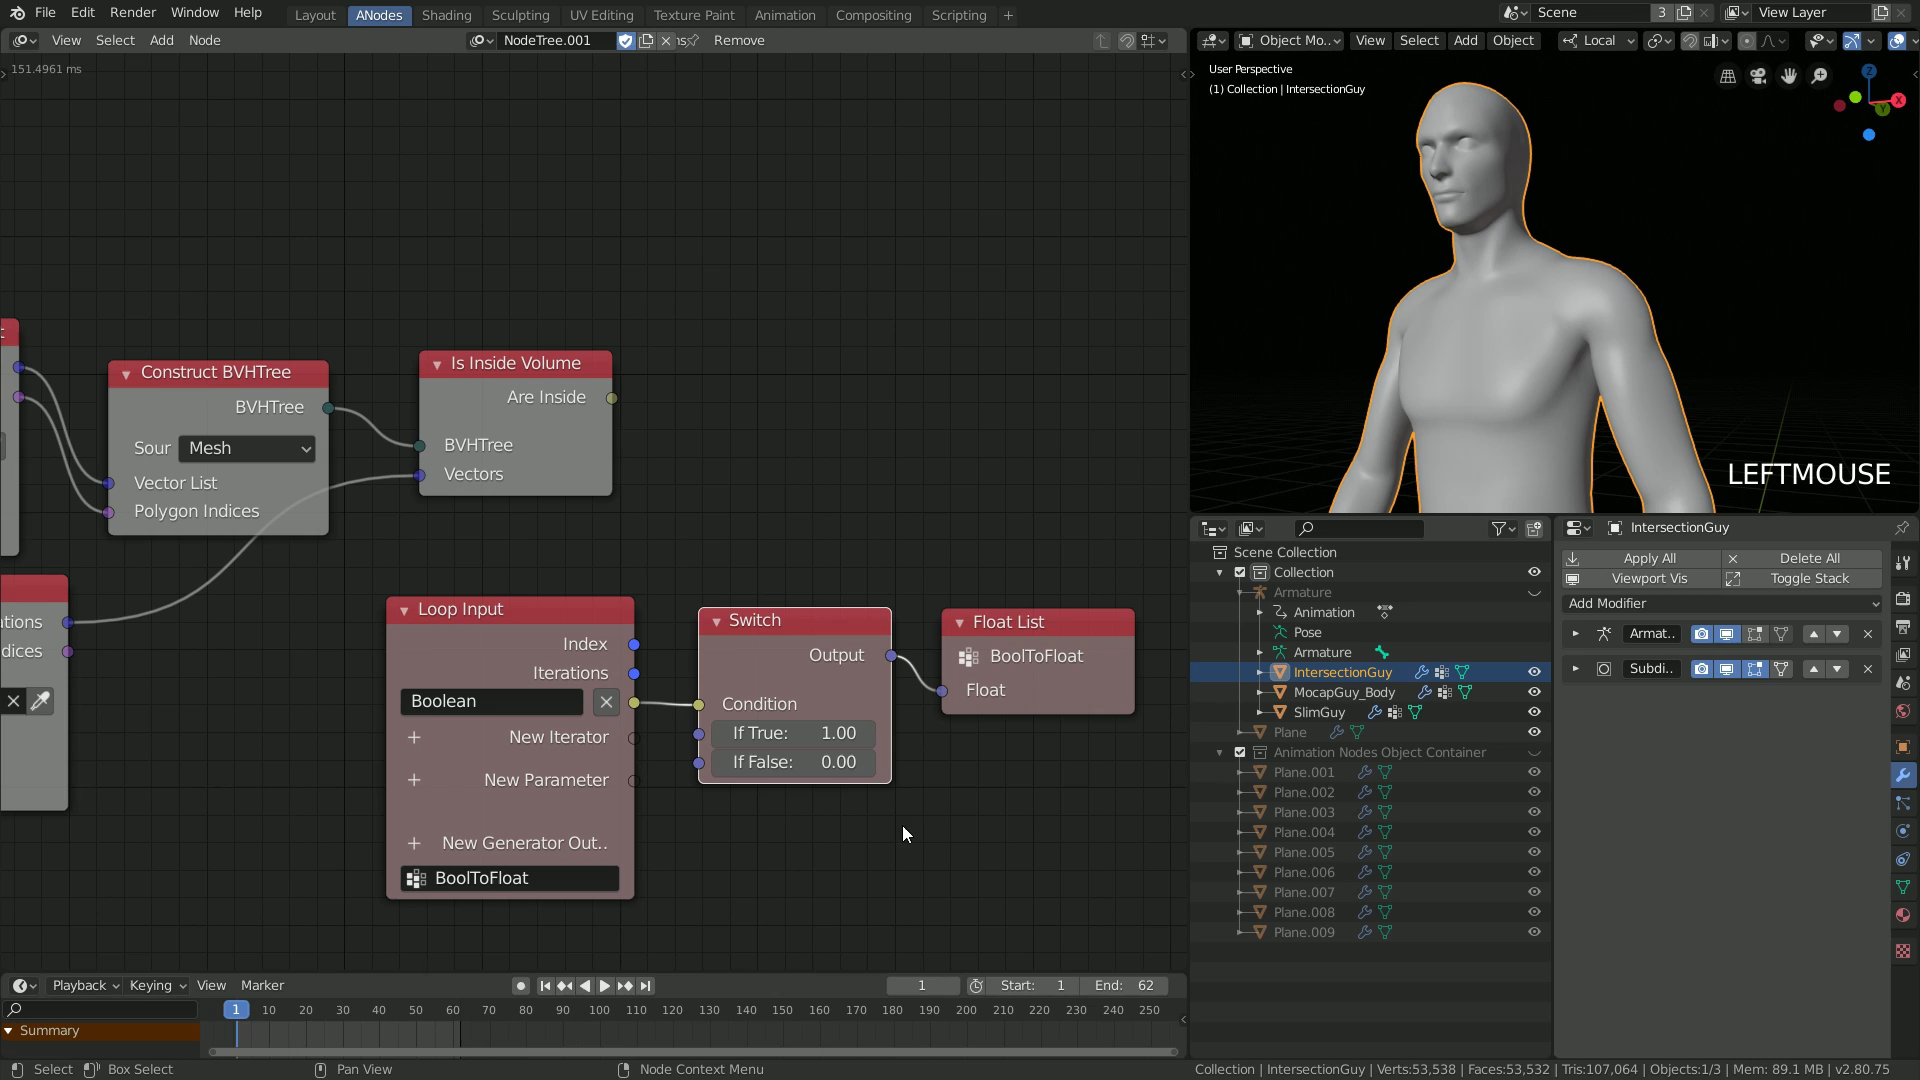 File Edit Render Window Help
Layout ANodes Shading Sculpting UV Editing Texture Paint Animation Compositing Scripting +
Scene 3 View Layer
View Select Add Node NodeTree.001 Remove
Object Mo.. View Select Add Object Local
151.4961 ms
User Perspective
(1) Collection | IntersectionGuy
X
Y
Z
LEFTMOUSE
Construct BVHTree
BVHTree
Sour Mesh
Vector List
Polygon Indices
Is Inside Volume
Are Inside
BVHTree
Vectors
ations
dices
Loop Input
Index
Iterations
Boolean
New Iterator
New Parameter
New Generator Out..
BoolToFloat
Switch
Output
Condition
If True: 1.00
If False: 0.00
Float List
BoolToFloat
Float
Scene Collection
Collection
Armature
Animation
Pose
Armature
IntersectionGuy
MocapGuy_Body
SlimGuy
Plane
Animation Nodes Object Container
Plane.001
Plane.002
Plane.003
Plane.004
Plane.005
Plane.006
Plane.007
Plane.008
Plane.009
IntersectionGuy
Apply All Delete All
Viewport Vis Toggle Stack
Add Modifier
Armat..
Subdi..
Playback Keying View Marker 1 Start: 1 End: 62
1 10 20 30 40 50 60 70 80 90 100 110 120 130 140 150 160 170 180 190 200 210 220 230 240 250
Summary
Select Box Select Pan View Node Context Menu
Collection | IntersectionGuy | Verts:53,538 | Faces:53,532 | Tris:107,064 | Objects:1/3 | Mem: 89.1 MB | v2.80.75